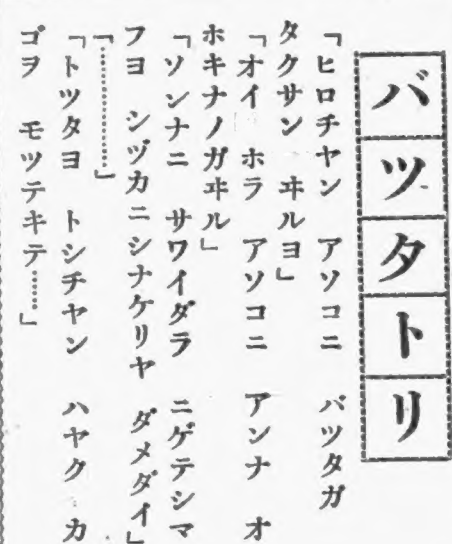 バツタトリ
「ヒロチヤン アソコニ バツタガ
タクサン ヰルヨ」
「オイ ホラ アソコニ アンナ オ
ホキナノガヰル」
「ソンナニ サワイダラ ニゲテシマ
フヨ シヅカニシナケリヤ ダメダイ」
「………」
「トツタヨ トシチヤン ハヤク カ
ゴヲ モツテキテ……」